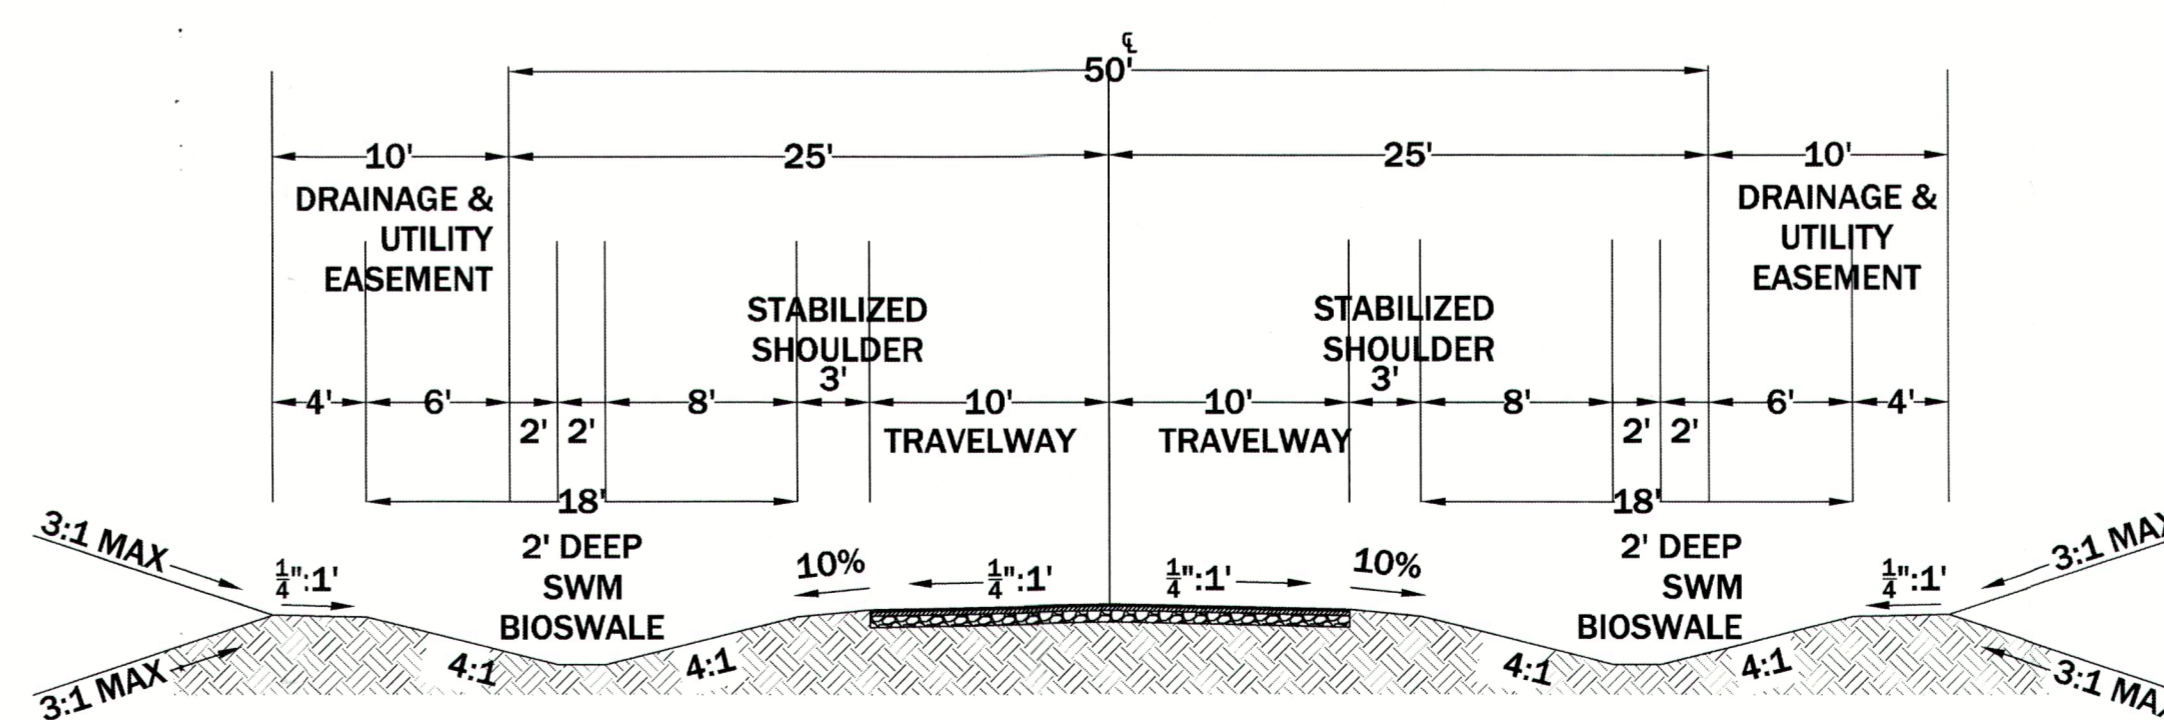 ℄
50'
10' 25' 25' 10'
DRAINAGE &
UTILITY
EASEMENT
DRAINAGE &
UTILITY
EASEMENT
STABILIZED
SHOULDER
3'
STABILIZED
SHOULDER
3'
4' 6' 8' 10' 10' 8' 6' 4'
2' 2' TRAVELWAY TRAVELWAY 2' 2'
18' 18'
3:1 MAX
1/4":1'
2' DEEP
SWM
BIOSWALE
10%
1/4":1'
1/4":1'
10%
2' DEEP
SWM
BIOSWALE
1/4":1'
3:1 MAX
3:1 MAX
4:1
4:1
4:1
4:1
3:1 MAX